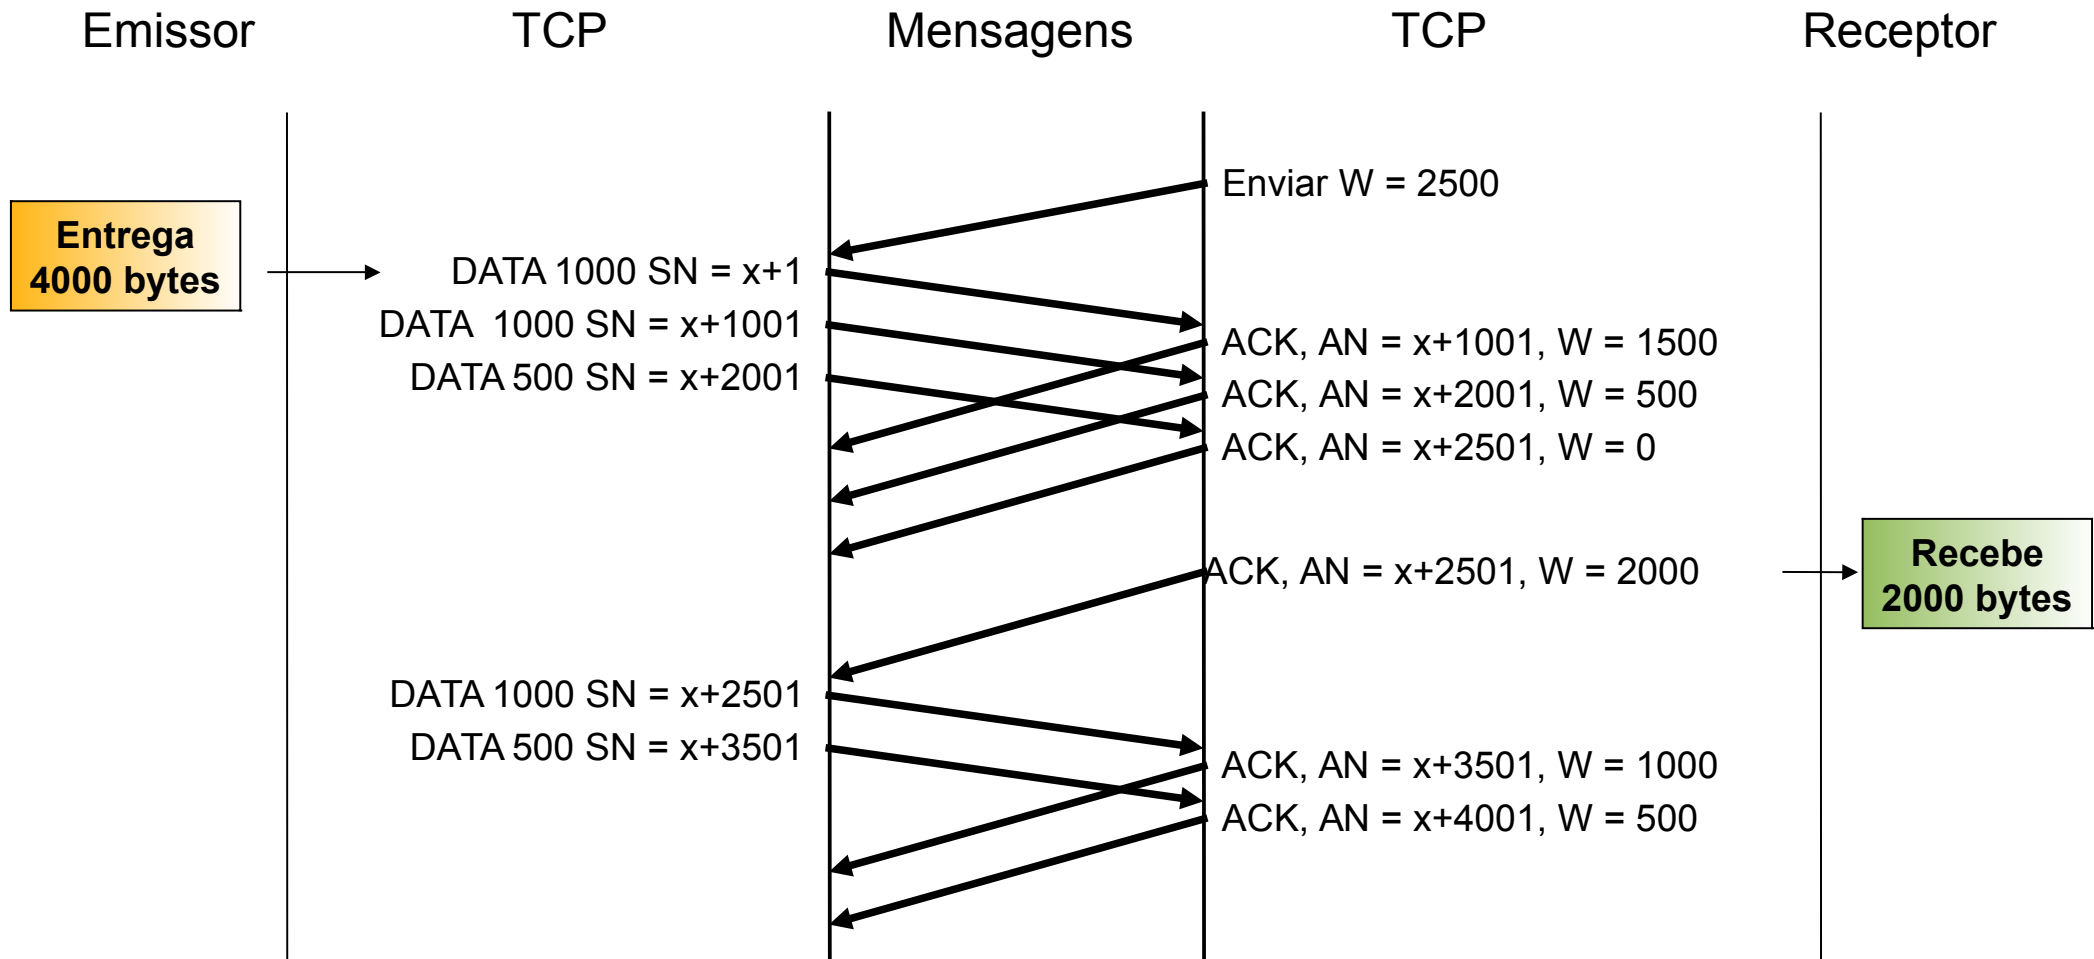 Emissor TCP Mensagens TCP Receptor
Enviar W = 2500
Entrega
4000 bytes
DATA 1000 SN = x+1
DATA 1000 SN = x+1001
ACK, AN = x+1001, W = 1500
DATA 500 SN = x+2001
ACK, AN = x+2001, W = 500
ACK, AN = x+2501, W = 0
ACK, AN = x+2501, W = 2000
Recebe
2000 bytes
DATA 1000 SN = x+2501
DATA 500 SN = x+3501
ACK, AN = x+3501, W = 1000
ACK, AN = x+4001, W = 500